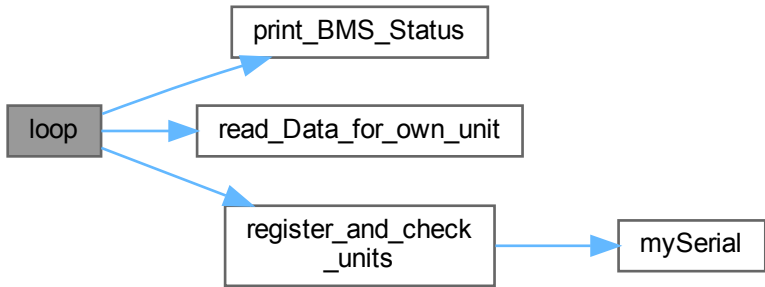 print_BMS_Status
loop
read_Data_for_own_unit
register_and_check
_units
mySerial